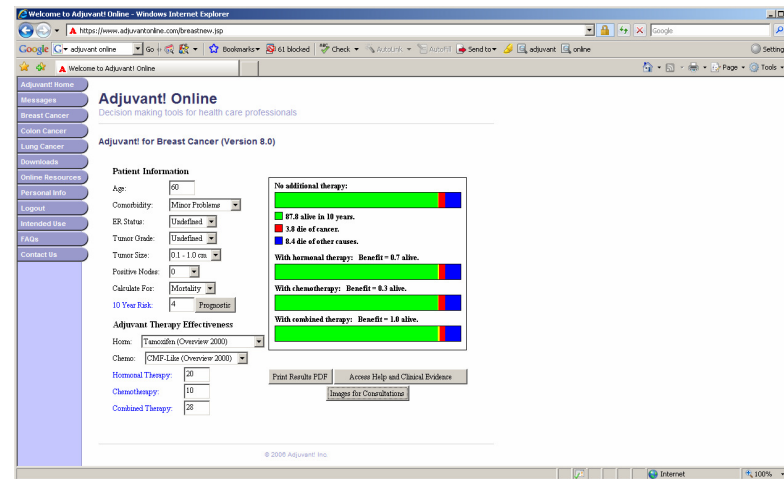 Welcome to Adjuvant! Online - Windows Internet Explorer
https://www.adjuvantonline.com/breastnew.jsp
Google
Google adjuvant online Go Bookmarks 61 blocked Check AutoLink AutoFill Send to adjuvant online Setting
Welcome to Adjuvant! Online Page Tools
Adjuvant! Home
Messages
Breast Cancer
Colon Cancer
Lung Cancer
Downloads
Online Resources
Personal Info
Logout
Intended Use
FAQs
Contact Us
Adjuvant! Online
Decision making tools for health care professionals
Adjuvant! for Breast Cancer (Version 8.0)
Patient Information
Age: 60
Comorbidity: Minor Problems
ER Status: Undefined
Tumor Grade: Undefined
Tumor Size: 0.1 - 1.0 cm
Positive Nodes: 0
Calculate For: Mortality
10 Year Risk: 4 Prognostic
Adjuvant Therapy Effectiveness
Horm: Tamoxifen (Overview 2000)
Chemo: CMF-Like (Overview 2000)
Hormonal Therapy: 20
Chemotherapy: 10
Combined Therapy: 28
No additional therapy:
87.8 alive in 10 years.
3.8 die of cancer.
8.4 die of other causes.
With hormonal therapy: Benefit = 0.7 alive.
With chemotherapy: Benefit = 0.3 alive.
With combined therapy: Benefit = 1.0 alive.
Print Results PDF Access Help and Clinical Evidence
Images for Consultations
© 2006 Adjuvant! Inc.
Internet 100%